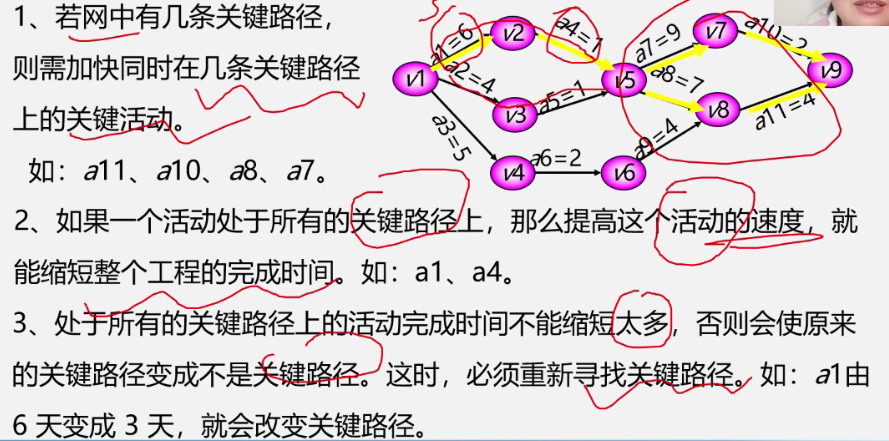 1、若网中有几条关键路径，
则需加快同时在几条关键路径
上的关键活动。
如：a11、a10、a8、a7。
v1
v2
v3
v4
v5
v6
v7
v8
v9
a1=6
a2=4
a3=5
a4=1
a5=1
a6=2
a7=9
a8=7
a9=4
a10=2
a11=4
2、如果一个活动处于所有的关键路径上，那么提高这个活动的速度，就
能缩短整个工程的完成时间。如：a1、a4。
3、处于所有的关键路径上的活动完成时间不能缩短太多，否则会使原来
的关键路径变成不是关键路径。这时，必须重新寻找关键路径。如：a1由
6 天变成 3 天，就会改变关键路径。